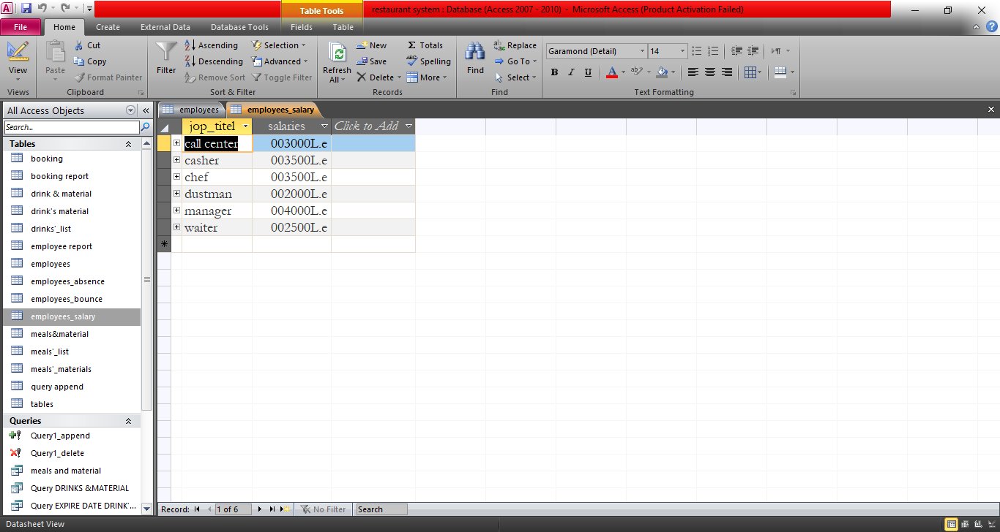 restaurant system : Database (Access 2007 - 2010)  -  Microsoft Access (Product Activation Failed)
Table Tools
File Home Create External Data Database Tools Fields Table
View
Views
Paste
Cut
Copy
Format Painter
Clipboard
Filter
Ascending
Descending
Remove Sort
Selection
Advanced
Toggle Filter
Sort & Filter
Refresh
All
New
Save
Delete
Totals
Spelling
More
Records
Find
Replace
Go To
Select
Find
Garamond (Detail) 14
B I U A ab
Text Formatting
All Access Objects
Search...
Tables
booking
booking report
drink & material
drink's material
drinks'_list
employee report
employees
employees_absence
employees_bounce
employees_salary
meals&material
meals'_list
meals'_materials
query append
tables
Queries
Query1_append
Query1_delete
meals and material
Query DRINKS &MATERIAL
Query EXPIRE DATE DRINK'...
employees employees_salary
jop_titel salaries Click to Add
call center 003000L.e
casher 003500L.e
chef 003500L.e
dustman 002000L.e
manager 004000L.e
waiter 002500L.e
Record: 1 of 6 No Filter Search
Datasheet View